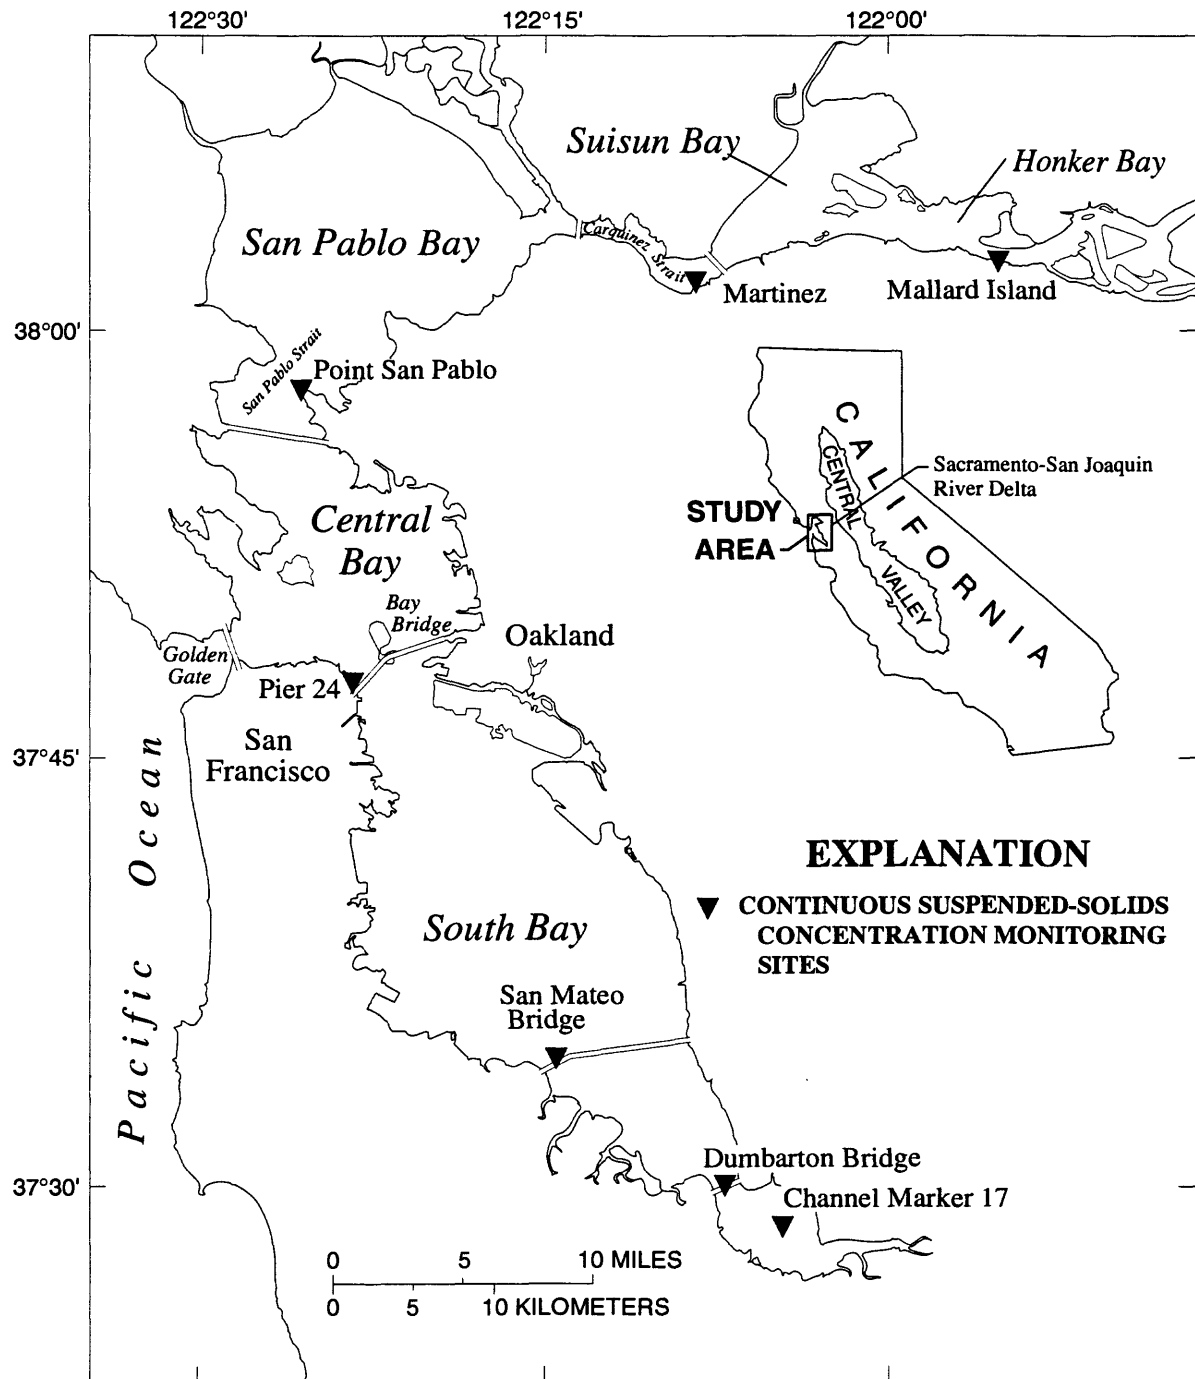 122°30'
122°15'
122°00'
Suisun Bay
Honker Bay
San Pablo Bay
Carquinez Strait
Martinez
Mallard Island
38°00'
San Pablo Strait
Point San Pablo
CALIFORNIA
CENTRAL
VALLEY
Sacramento-San Joaquin
River Delta
STUDY
AREA
Central
Bay
Bay
Bridge
Oakland
Golden
Gate
Pier 24
San
Francisco
37°45'
Pacific Ocean
EXPLANATION
CONTINUOUS SUSPENDED-SOLIDS
CONCENTRATION MONITORING
SITES
South Bay
San Mateo
Bridge
Dumbarton Bridge
37°30'
Channel Marker 17
0 5 10 MILES
0 5 10 KILOMETERS